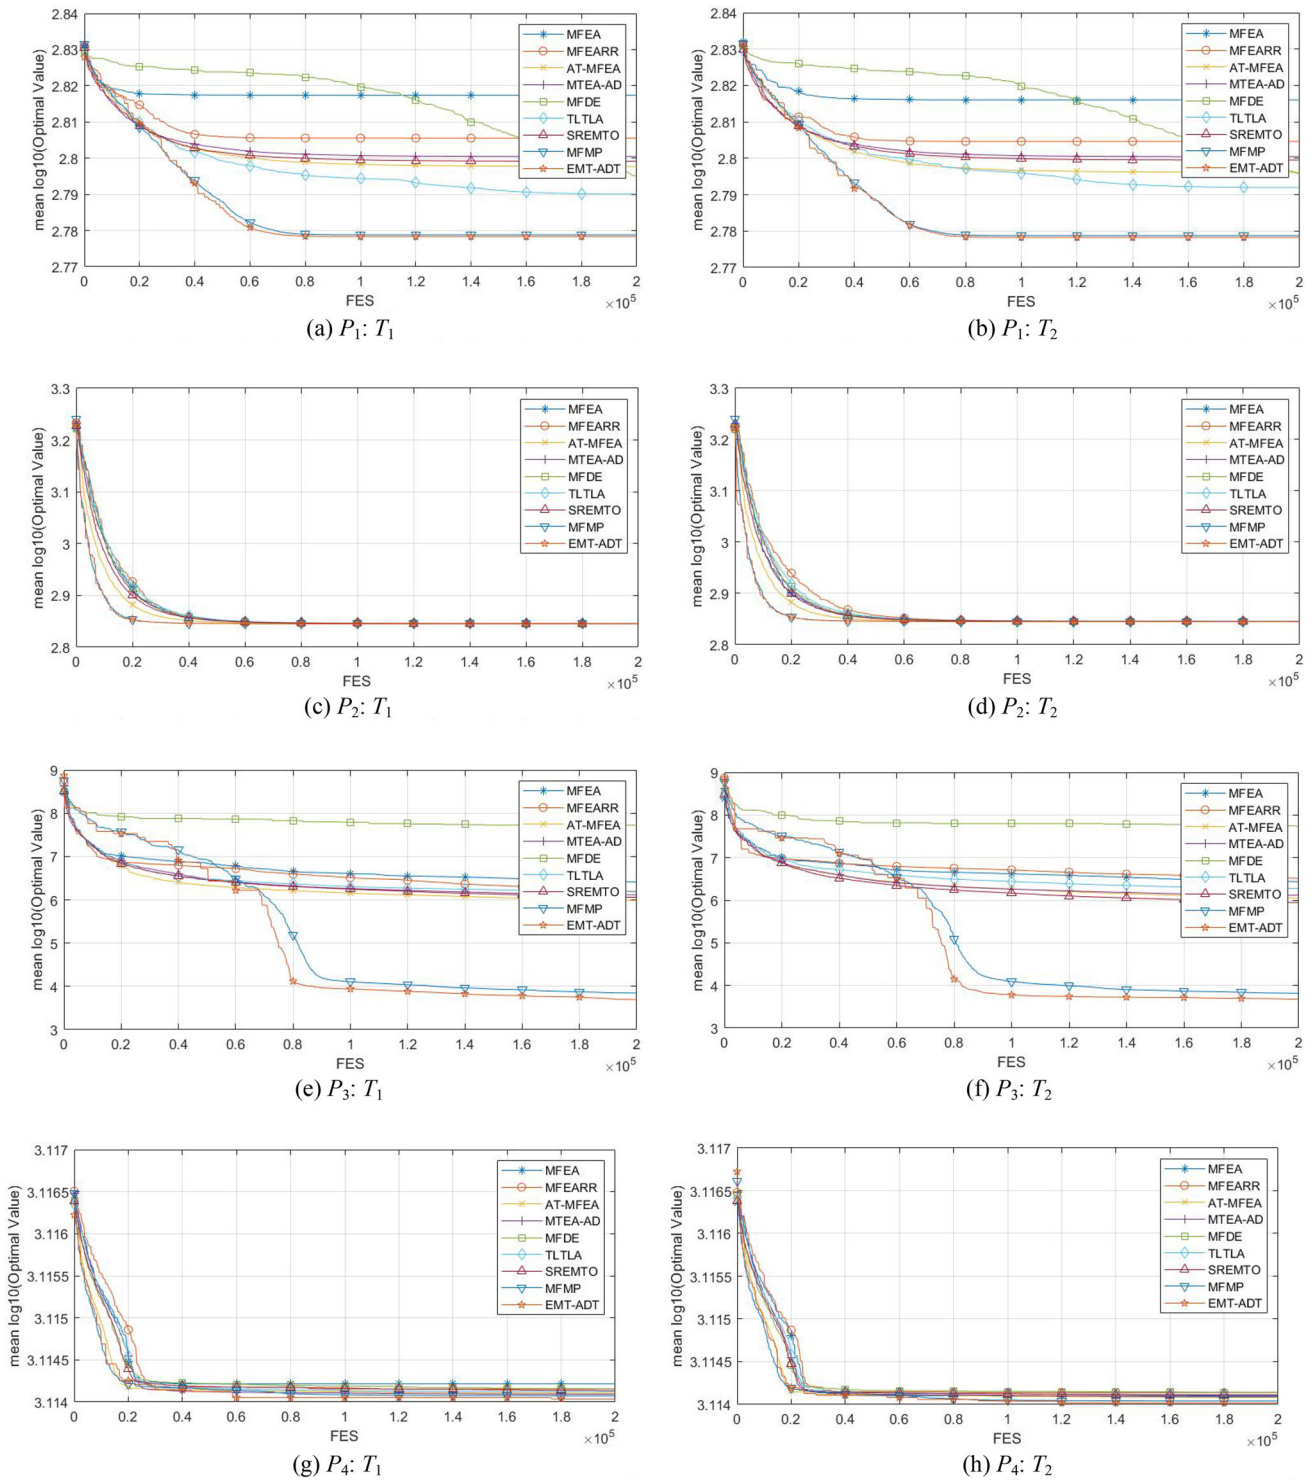 mean log10(Optimal Value)
2.84
2.83
2.82
2.81
2.8
2.79
2.78
2.77
0 0.2 0.4 0.6 0.8 1 1.2 1.4 1.6 1.8 2
FES
×10⁵
MFEA
MFEARR
AT-MFEA
MTEA-AD
MFDE
TLTLA
SREMTO
MFMP
EMT-ADT
(a) P₁: T₁
mean log10(Optimal Value)
2.84
2.83
2.82
2.81
2.8
2.79
2.78
2.77
0 0.2 0.4 0.6 0.8 1 1.2 1.4 1.6 1.8 2
FES
×10⁵
MFEA
MFEARR
AT-MFEA
MTEA-AD
MFDE
TLTLA
SREMTO
MFMP
EMT-ADT
(b) P₁: T₂
mean log10(Optimal Value)
3.3
3.2
3.1
3
2.9
2.8
0 0.2 0.4 0.6 0.8 1 1.2 1.4 1.6 1.8 2
FES
×10⁵
MFEA
MFEARR
AT-MFEA
MTEA-AD
MFDE
TLTLA
SREMTO
MFMP
EMT-ADT
(c) P₂: T₁
mean log10(Optimal Value)
3.3
3.2
3.1
3
2.9
2.8
0 0.2 0.4 0.6 0.8 1 1.2 1.4 1.6 1.8 2
FES
×10⁵
MFEA
MFEARR
AT-MFEA
MTEA-AD
MFDE
TLTLA
SREMTO
MFMP
EMT-ADT
(d) P₂: T₂
mean log10(Optimal Value)
9
8
7
6
5
4
3
0 0.2 0.4 0.6 0.8 1 1.2 1.4 1.6 1.8 2
FES
×10⁵
MFEA
MFEARR
AT-MFEA
MTEA-AD
MFDE
TLTLA
SREMTO
MFMP
EMT-ADT
(e) P₃: T₁
mean log10(Optimal Value)
9
8
7
6
5
4
3
0 0.2 0.4 0.6 0.8 1 1.2 1.4 1.6 1.8 2
FES
×10⁵
MFEA
MFEARR
AT-MFEA
MTEA-AD
MFDE
TLTLA
SREMTO
MFMP
EMT-ADT
(f) P₃: T₂
mean log10(Optimal Value)
3.117
3.1165
3.116
3.1155
3.115
3.1145
3.114
0 0.2 0.4 0.6 0.8 1 1.2 1.4 1.6 1.8 2
FES
×10⁵
MFEA
MFEARR
AT-MFEA
MTEA-AD
MFDE
TLTLA
SREMTO
MFMP
EMT-ADT
(g) P₄: T₁
mean log10(Optimal Value)
3.117
3.1165
3.116
3.1155
3.115
3.1145
3.114
0 0.2 0.4 0.6 0.8 1 1.2 1.4 1.6 1.8 2
FES
×10⁵
MFEA
MFEARR
AT-MFEA
MTEA-AD
MFDE
TLTLA
SREMTO
MFMP
EMT-ADT
(h) P₄: T₂